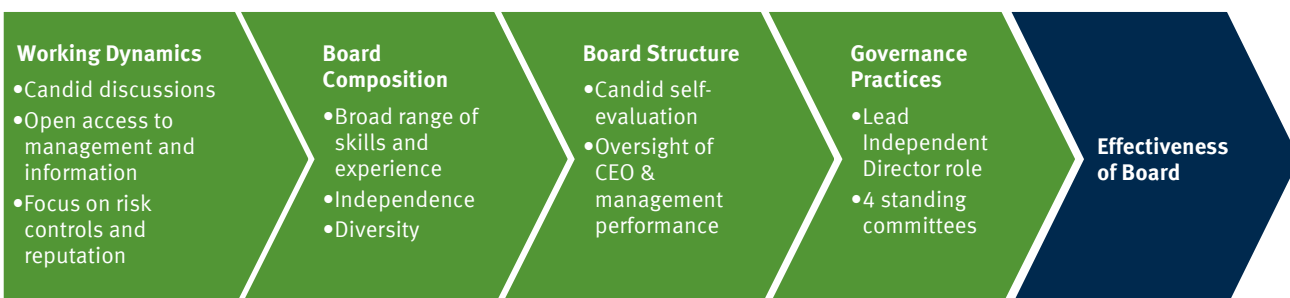 Working Dynamics
•Candid discussions
•Open access to
management and
information
•Focus on risk
controls and
reputation
Board
Composition
•Broad range of
skills and
experience
•Independence
•Diversity
Board Structure
•Candid self-
evaluation
•Oversight of
CEO &
management
performance
Governance
Practices
•Lead
Independent
Director role
•4 standing
committees
Effectiveness
of Board